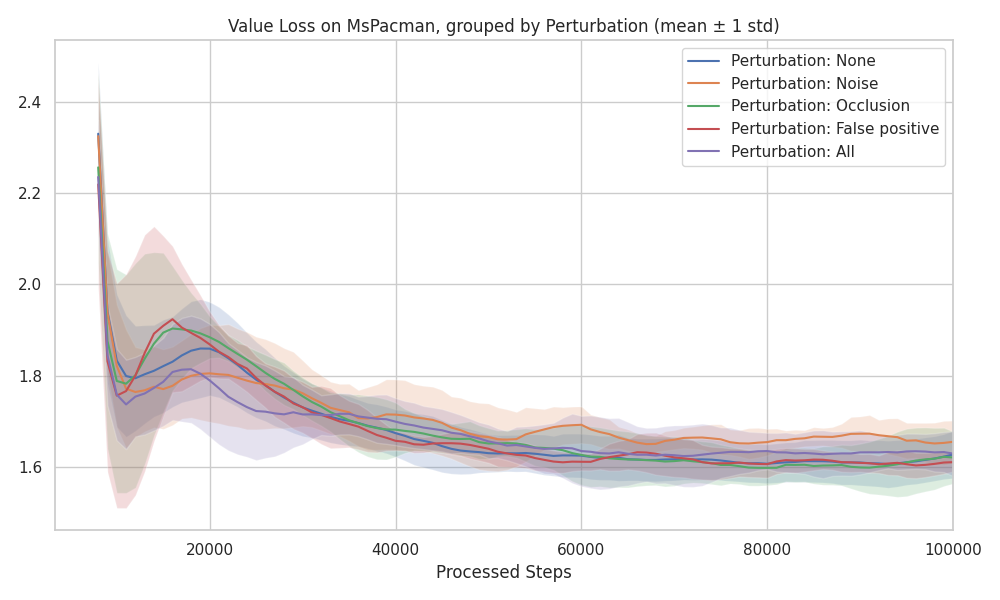 Value Loss on MsPacman, grouped by Perturbation (mean ± 1 std)
2.4
2.2
2.0
1.8
1.6
Perturbation: None
Perturbation: Noise
Perturbation: Occlusion
Perturbation: False positive
Perturbation: All
20000 40000 60000 80000 100000
Processed Steps